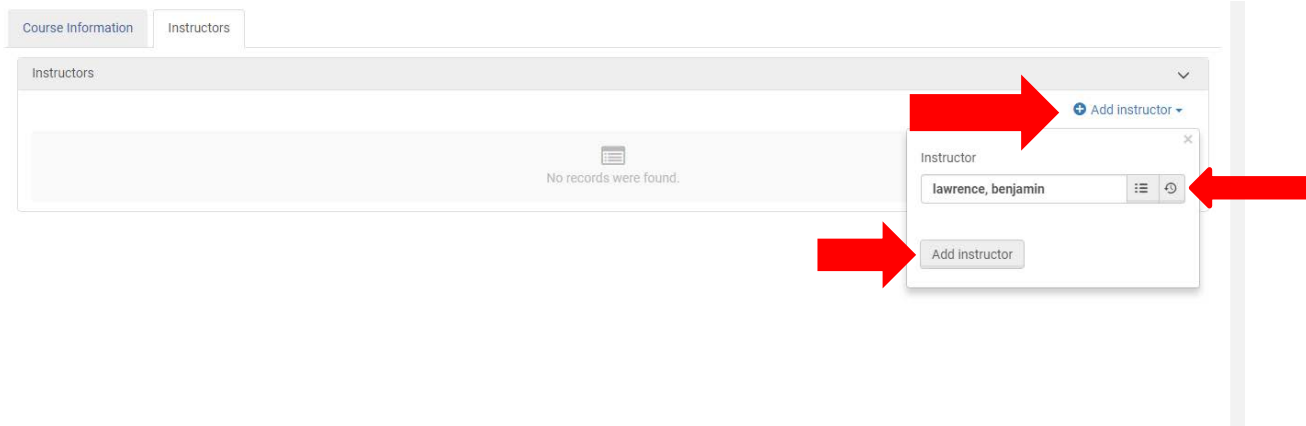 Course Information
Instructors
Instructors
Add instructor
No records were found.
Instructor
lawrence, benjamin
Add instructor